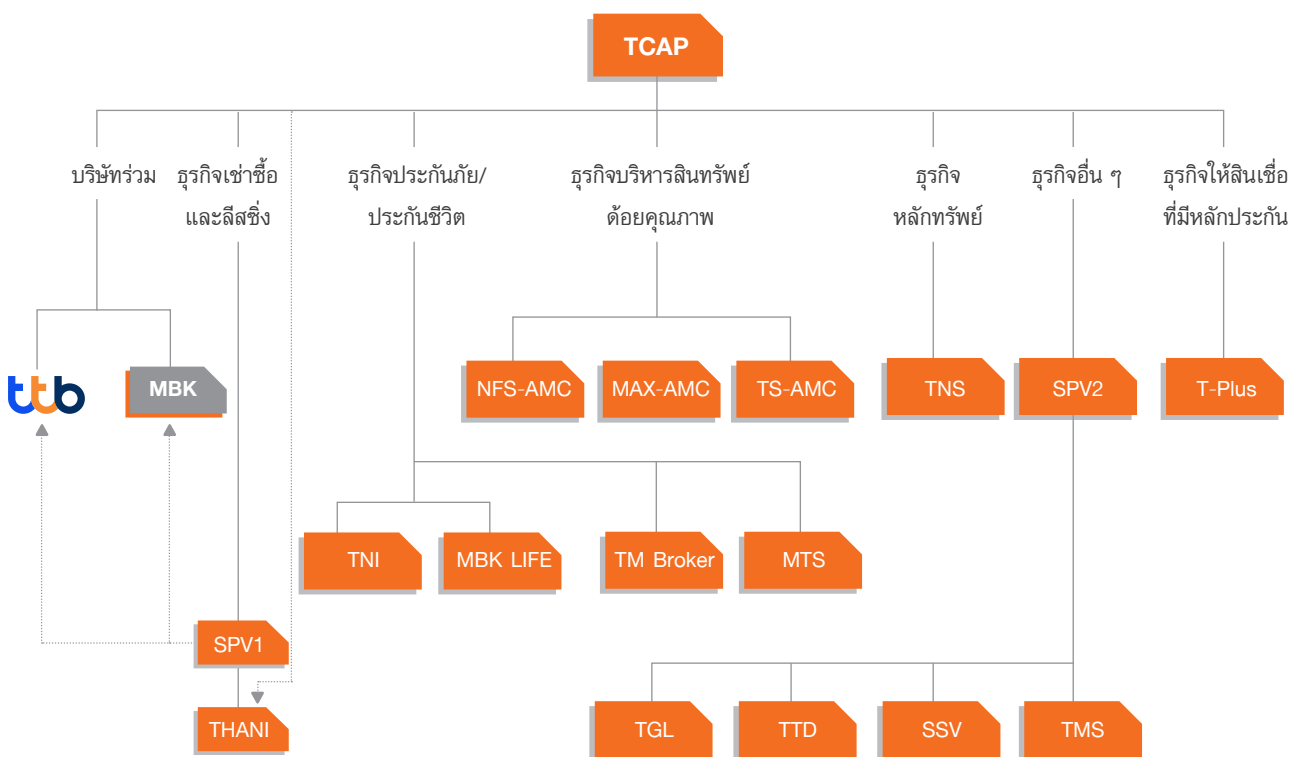 TCAP
บริษัทร่วม
ธุรกิจเช่าซื้อ
และลีสซิ่ง
ธุรกิจประกันภัย/
ประกันชีวิต
ธุรกิจบริหารสินทรัพย์
ด้อยคุณภาพ
ธุรกิจ
หลักทรัพย์
ธุรกิจอื่น ๆ
ธุรกิจให้สินเชื่อ
ที่มีหลักประกัน
ttb
MBK
NFS-AMC
MAX-AMC
TS-AMC
TNS
SPV2
T-Plus
TNI
MBK LIFE
TM Broker
MTS
SPV1
THANI
TGL
TTD
SSV
TMS